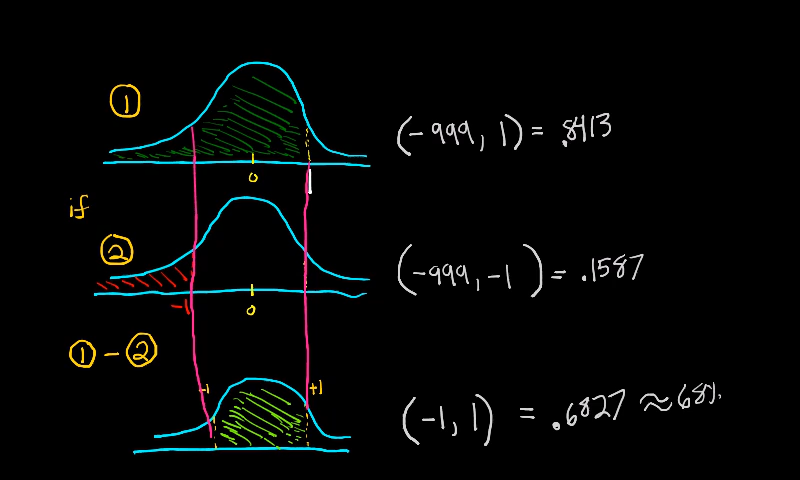 ① (-999, 1) = .8413
0 1
if
② (-999, -1) = .1587
-1 0
① - ②
-1 +1
(-1, 1) = .6827 ≈ 68%